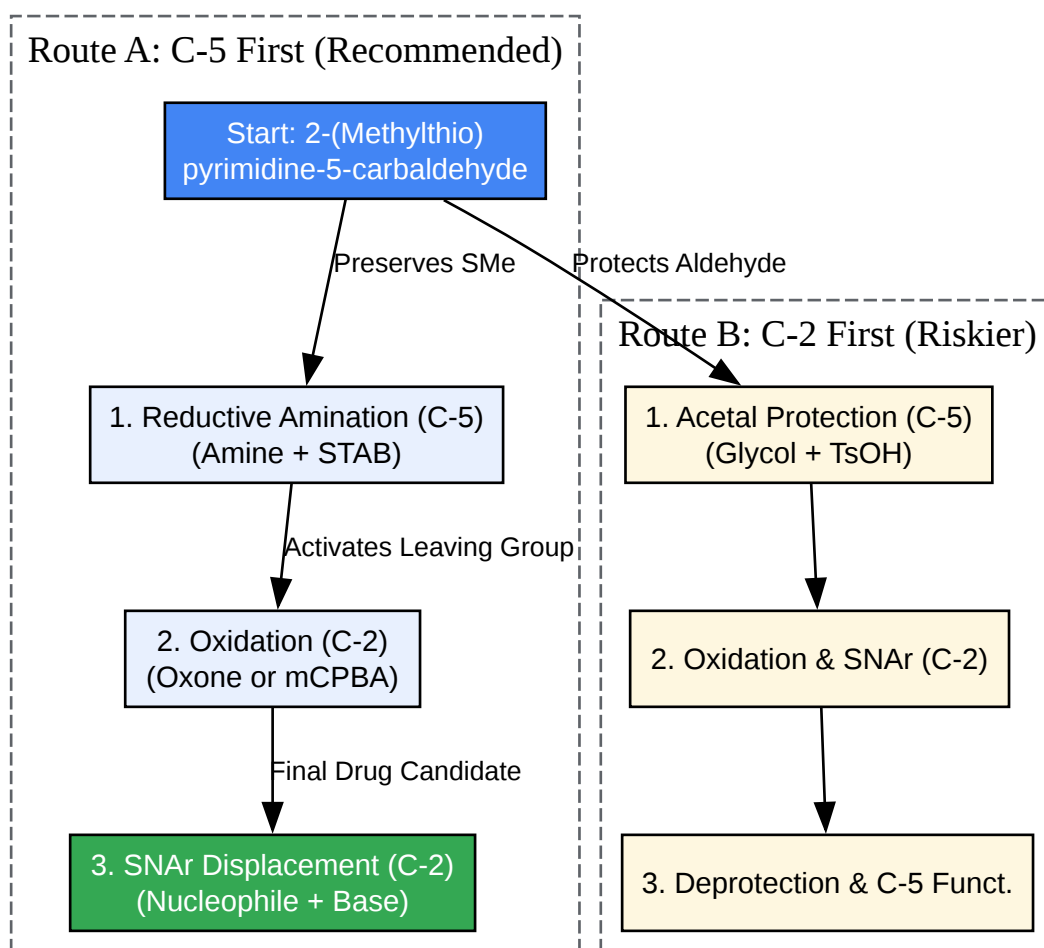 Route A: C-5 First (Recommended)
Start: 2-(Methylthio)
pyrimidine-5-carbaldehyde
Preserves SMe
Protects Aldehyde
Route B: C-2 First (Riskier)
1. Reductive Amination (C-5)
(Amine + STAB)
1. Acetal Protection (C-5)
(Glycol + TsOH)
Activates Leaving Group
2. Oxidation (C-2)
(Oxone or mCPBA)
2. Oxidation & SNAr (C-2)
Final Drug Candidate
3. SNAr Displacement (C-2)
(Nucleophile + Base)
3. Deprotection & C-5 Funct.